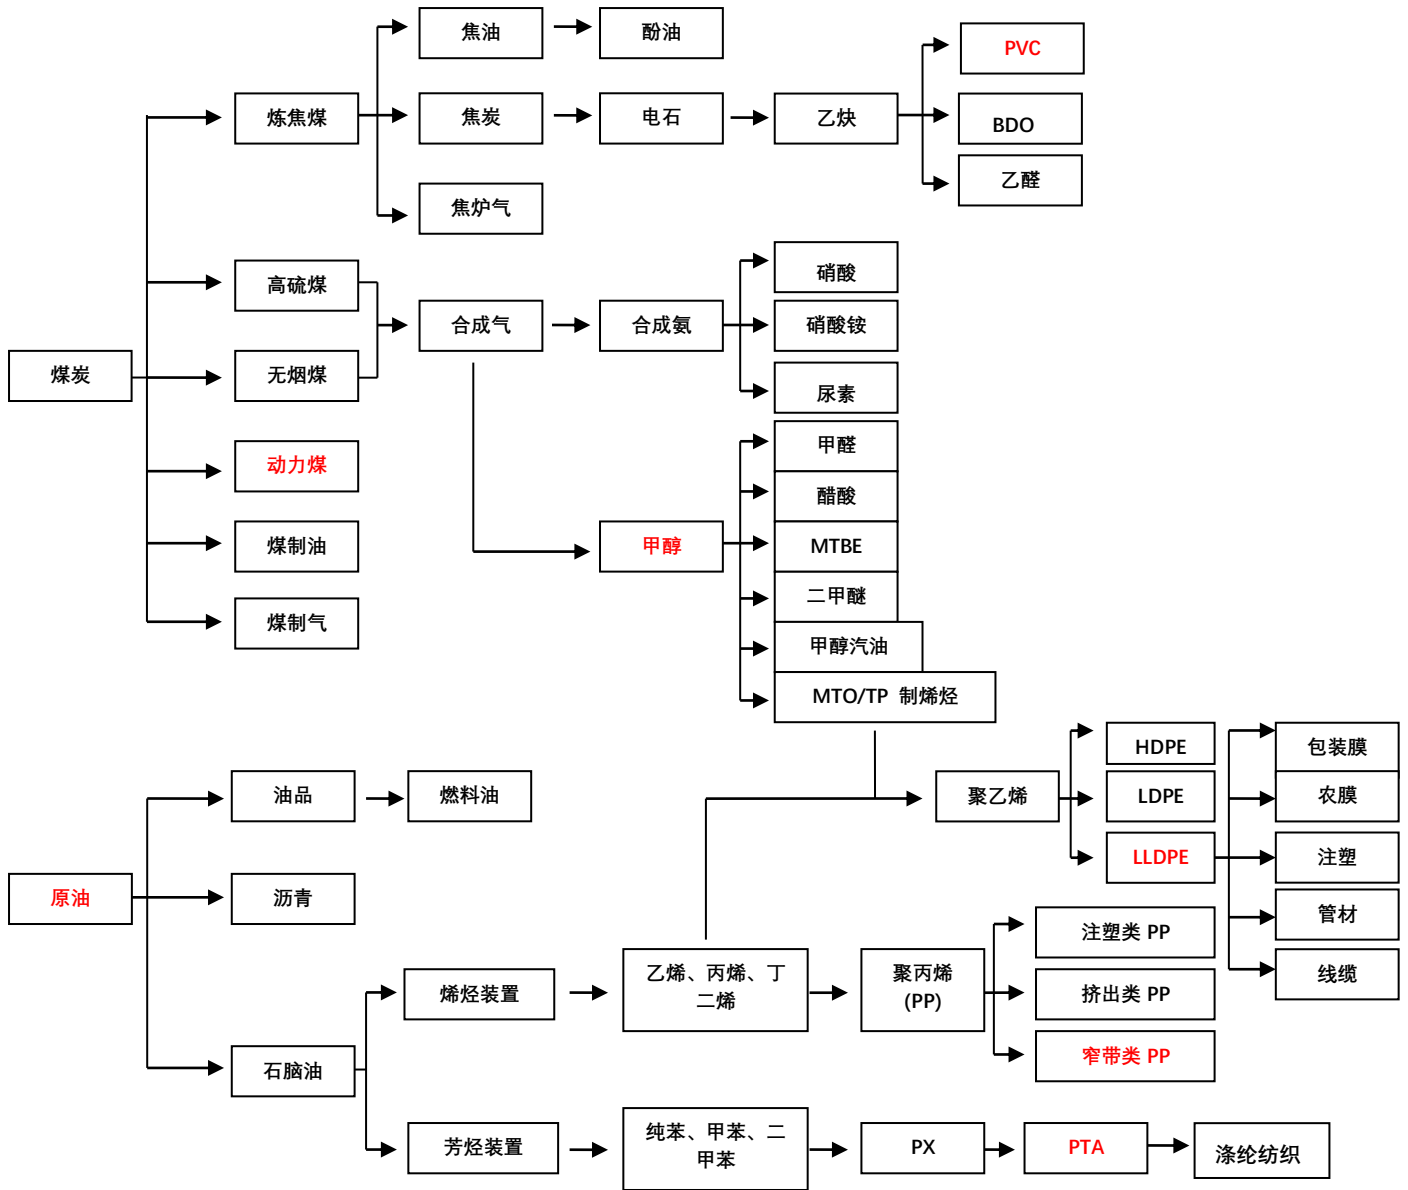 焦油
酚油
PVC
炼焦煤
焦炭
电石
乙炔
BDO
乙醛
焦炉气
高硫煤
硝酸
合成气
合成氨
硝酸铵
煤炭
无烟煤
尿素
甲醛
动力煤
醋酸
甲醇
MTBE
煤制油
二甲醚
煤制气
甲醇汽油
MTO/TP 制烯烃
HDPE
包装膜
油品
燃料油
聚乙烯
LDPE
农膜
LLDPE
注塑
原油
沥青
管材
注塑类 PP
线缆
烯烃装置
乙烯、丙烯、丁
二烯
聚丙烯
(PP)
挤出类 PP
窄带类 PP
石脑油
芳烃装置
纯苯、甲苯、二
甲苯
PX
PTA
涤纶纺织